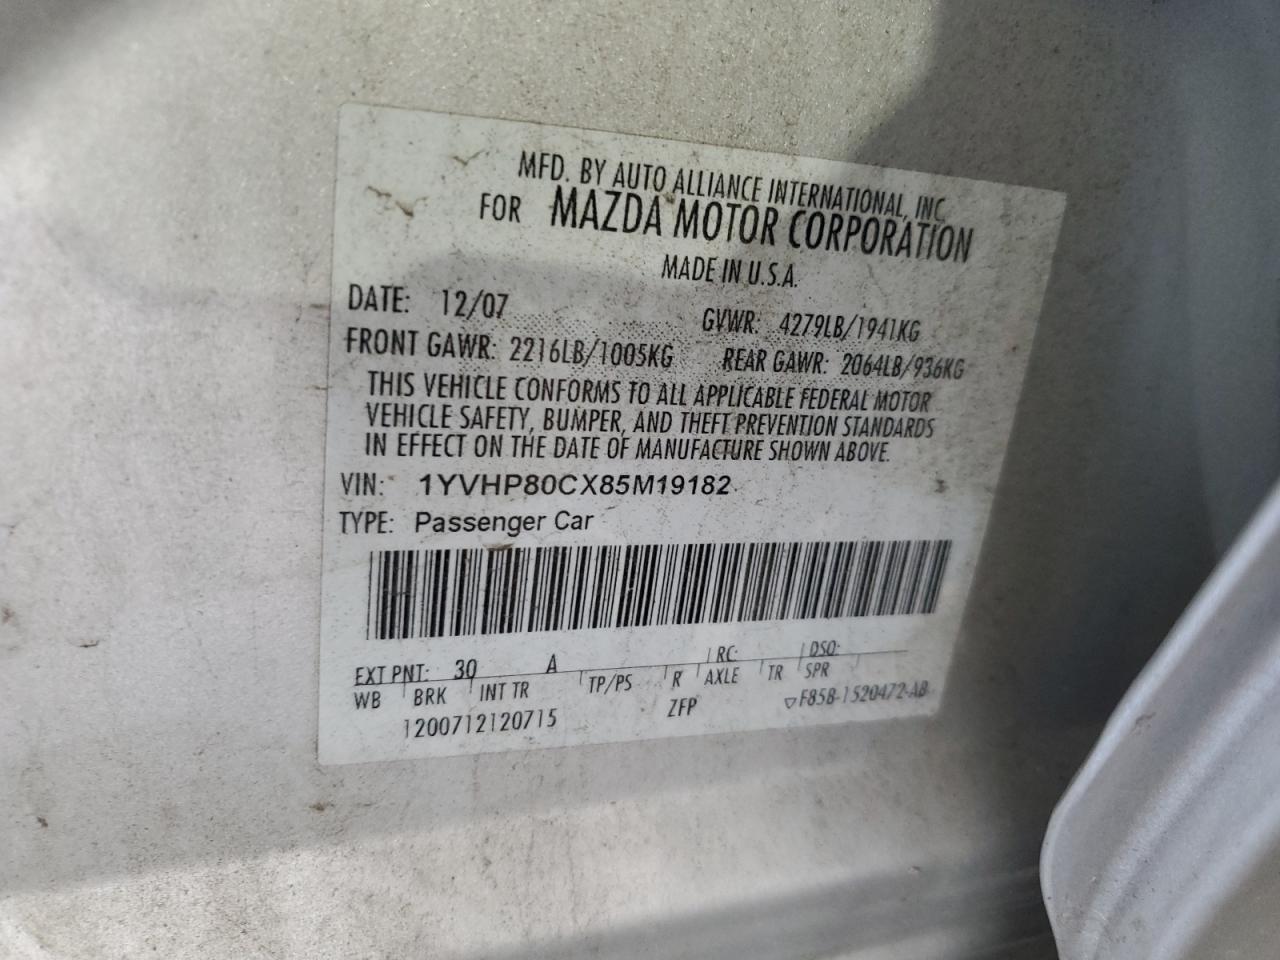 MFD. BY AUTO ALLIANCE INTERNATIONAL, INC.
FOR MAZDA MOTOR CORPORATION
MADE IN U.S.A.
DATE: 12/07 GVWR: 4279LB/1941KG
FRONT GAWR: 2216LB/1005KG REAR GAWR: 2064LB/936KG
THIS VEHICLE CONFORMS TO ALL APPLICABLE FEDERAL MOTOR
VEHICLE SAFETY, BUMPER, AND THEFT PREVENTION STANDARDS
IN EFFECT ON THE DATE OF MANUFACTURE SHOWN ABOVE.
VIN: 1YVHP80CX85M19182
TYPE: Passenger Car
EXT PNT: 30 A RC: DSO:
WB BRK INT TR TP/PS R AXLE TR SPR
1200712120715 ZFP F85B-1520472-AB